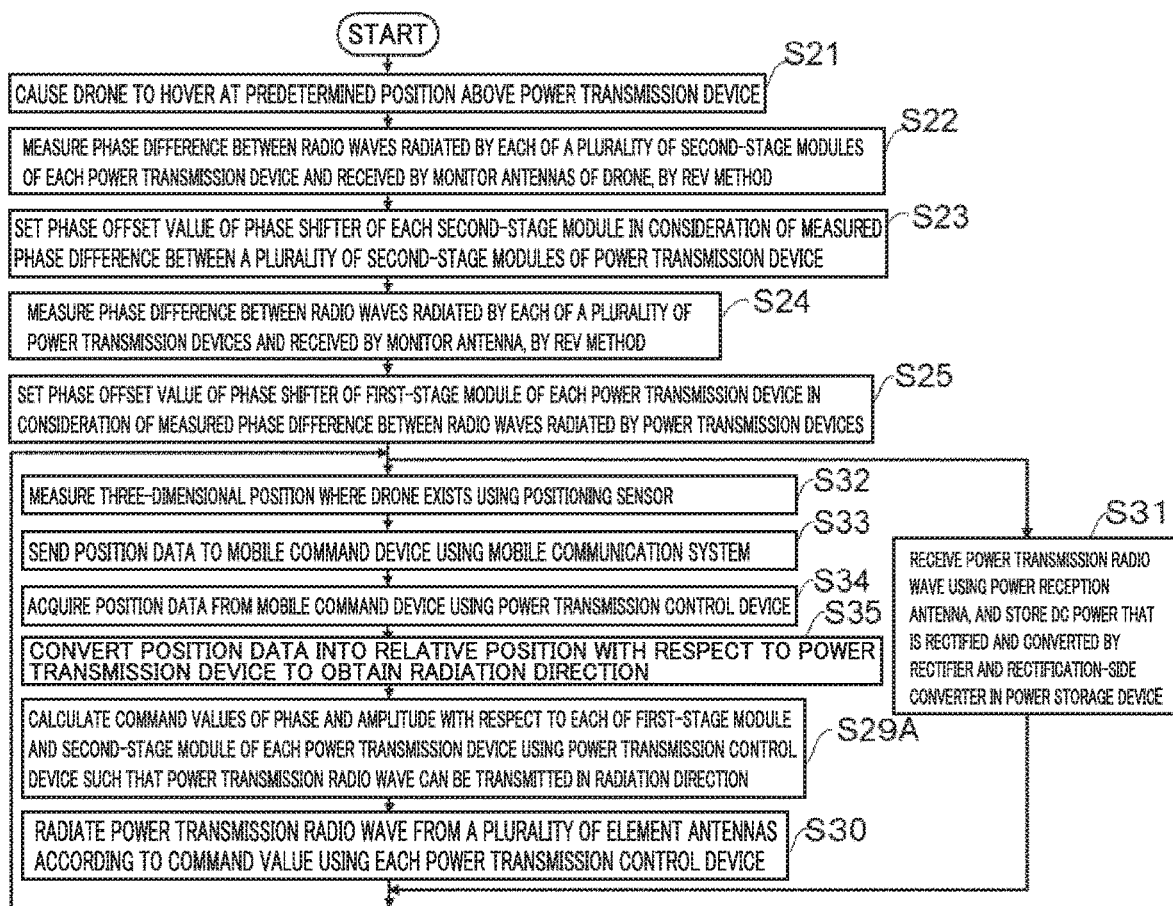 START
S21
CAUSE DRONE TO HOVER AT PREDETERMINED POSITION ABOVE POWER TRANSMISSION DEVICE
S22
MEASURE PHASE DIFFERENCE BETWEEN RADIO WAVES RADIATED BY EACH OF A PLURALITY OF SECOND-STAGE MODULES
OF EACH POWER TRANSMISSION DEVICE AND RECEIVED BY MONITOR ANTENNAS OF DRONE, BY REV METHOD
S23
SET PHASE OFFSET VALUE OF PHASE SHIFTER OF EACH SECOND-STAGE MODULE IN CONSIDERATION OF MEASURED
PHASE DIFFERENCE BETWEEN A PLURALITY OF SECOND-STAGE MODULES OF POWER TRANSMISSION DEVICE
S24
MEASURE PHASE DIFFERENCE BETWEEN RADIO WAVES RADIATED BY EACH OF A PLURALITY OF
POWER TRANSMISSION DEVICES AND RECEIVED BY MONITOR ANTENNA, BY REV METHOD
S25
SET PHASE OFFSET VALUE OF PHASE SHIFTER OF FIRST-STAGE MODULE OF EACH POWER TRANSMISSION DEVICE IN
CONSIDERATION OF MEASURED PHASE DIFFERENCE BETWEEN RADIO WAVES RADIATED BY POWER TRANSMISSION DEVICES
S32
MEASURE THREE-DIMENSIONAL POSITION WHERE DRONE EXISTS USING POSITIONING SENSOR
S33
SEND POSITION DATA TO MOBILE COMMAND DEVICE USING MOBILE COMMUNICATION SYSTEM
S34
ACQUIRE POSITION DATA FROM MOBILE COMMAND DEVICE USING POWER TRANSMISSION CONTROL DEVICE
S35
CONVERT POSITION DATA INTO RELATIVE POSITION WITH RESPECT TO POWER
TRANSMISSION DEVICE TO OBTAIN RADIATION DIRECTION
S29A
CALCULATE COMMAND VALUES OF PHASE AND AMPLITUDE WITH RESPECT TO EACH OF FIRST-STAGE MODULE
AND SECOND-STAGE MODULE OF EACH POWER TRANSMISSION DEVICE USING POWER TRANSMISSION CONTROL
DEVICE SUCH THAT POWER TRANSMISSION RADIO WAVE CAN BE TRANSMITTED IN RADIATION DIRECTION
S30
RADIATE POWER TRANSMISSION RADIO WAVE FROM A PLURALITY OF ELEMENT ANTENNAS
ACCORDING TO COMMAND VALUE USING EACH POWER TRANSMISSION CONTROL DEVICE
S31
RECEIVE POWER TRANSMISSION RADIO
WAVE USING POWER RECEPTION
ANTENNA, AND STORE DC POWER THAT
IS RECTIFIED AND CONVERTED BY
RECTIFIER AND RECTIFICATION-SIDE
CONVERTER IN POWER STORAGE DEVICE